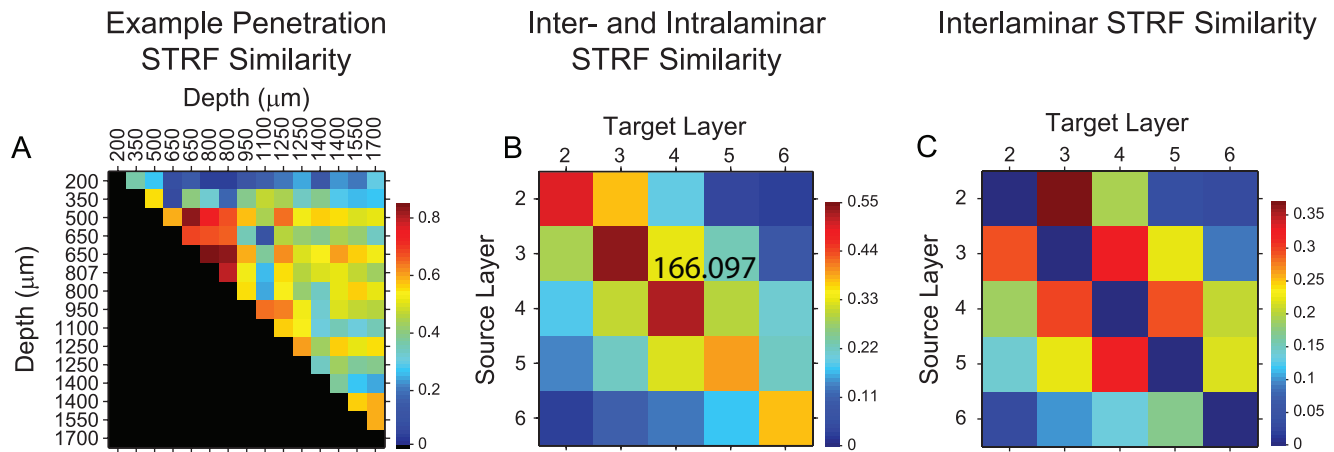 Example Penetration
STRF Similarity
Depth (μm)
A
200 350 500 650 650 800 800 950 1100 1250 1250 1400 1400 1550 1700
Depth (μm)
200
350
500
650
650
807
800
950
1100
1250
1250
1400
1400
1550
1700
0.8
0.6
0.4
0.2
0
Inter- and Intralaminar
STRF Similarity
Target Layer
B
2 3 4 5 6
Source Layer
2
3
4
5
6
166.097
0.55
0.44
0.33
0.22
0.11
0
Interlaminar STRF Similarity
Target Layer
C
2 3 4 5 6
Source Layer
2
3
4
5
6
0.35
0.3
0.25
0.2
0.15
0.1
0.05
0